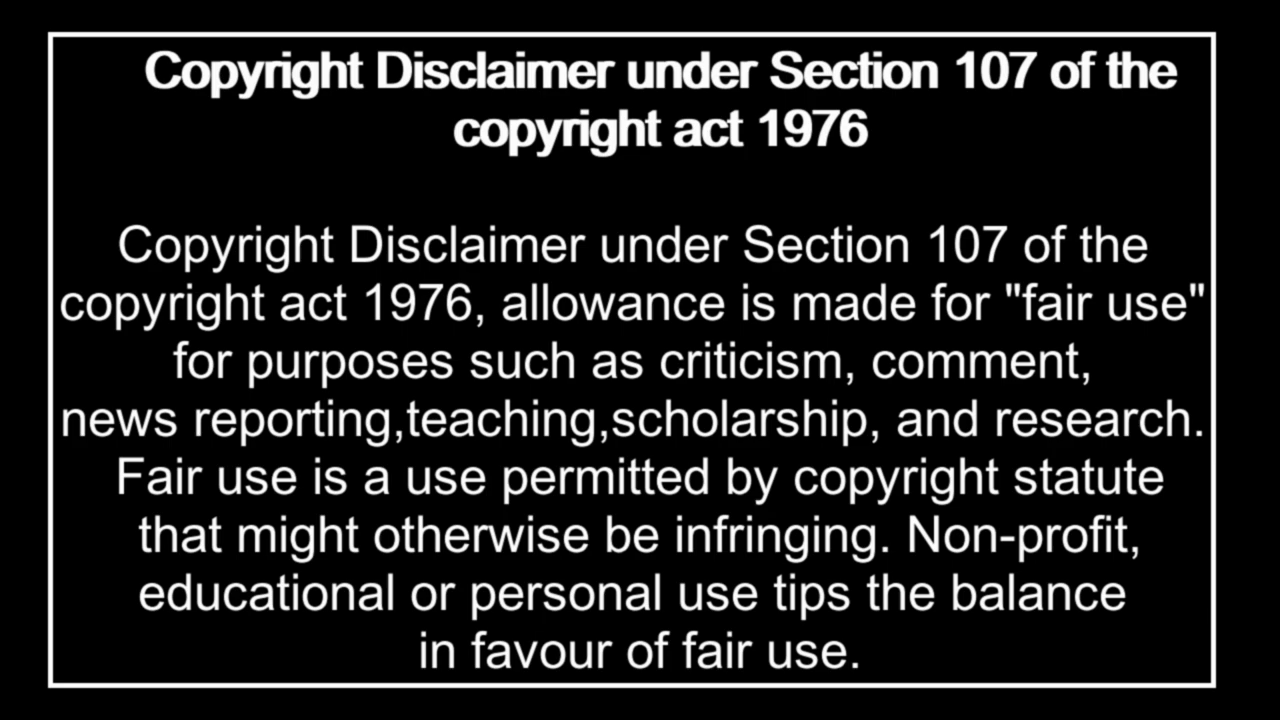 Copyright Disclaimer under Section 107 of the
copyright act 1976
Copyright Disclaimer under Section 107 of the
copyright act 1976, allowance is made for "fair use"
for purposes such as criticism, comment,
news reporting,teaching,scholarship, and research.
Fair use is a use permitted by copyright statute
that might otherwise be infringing. Non-profit,
educational or personal use tips the balance
in favour of fair use.